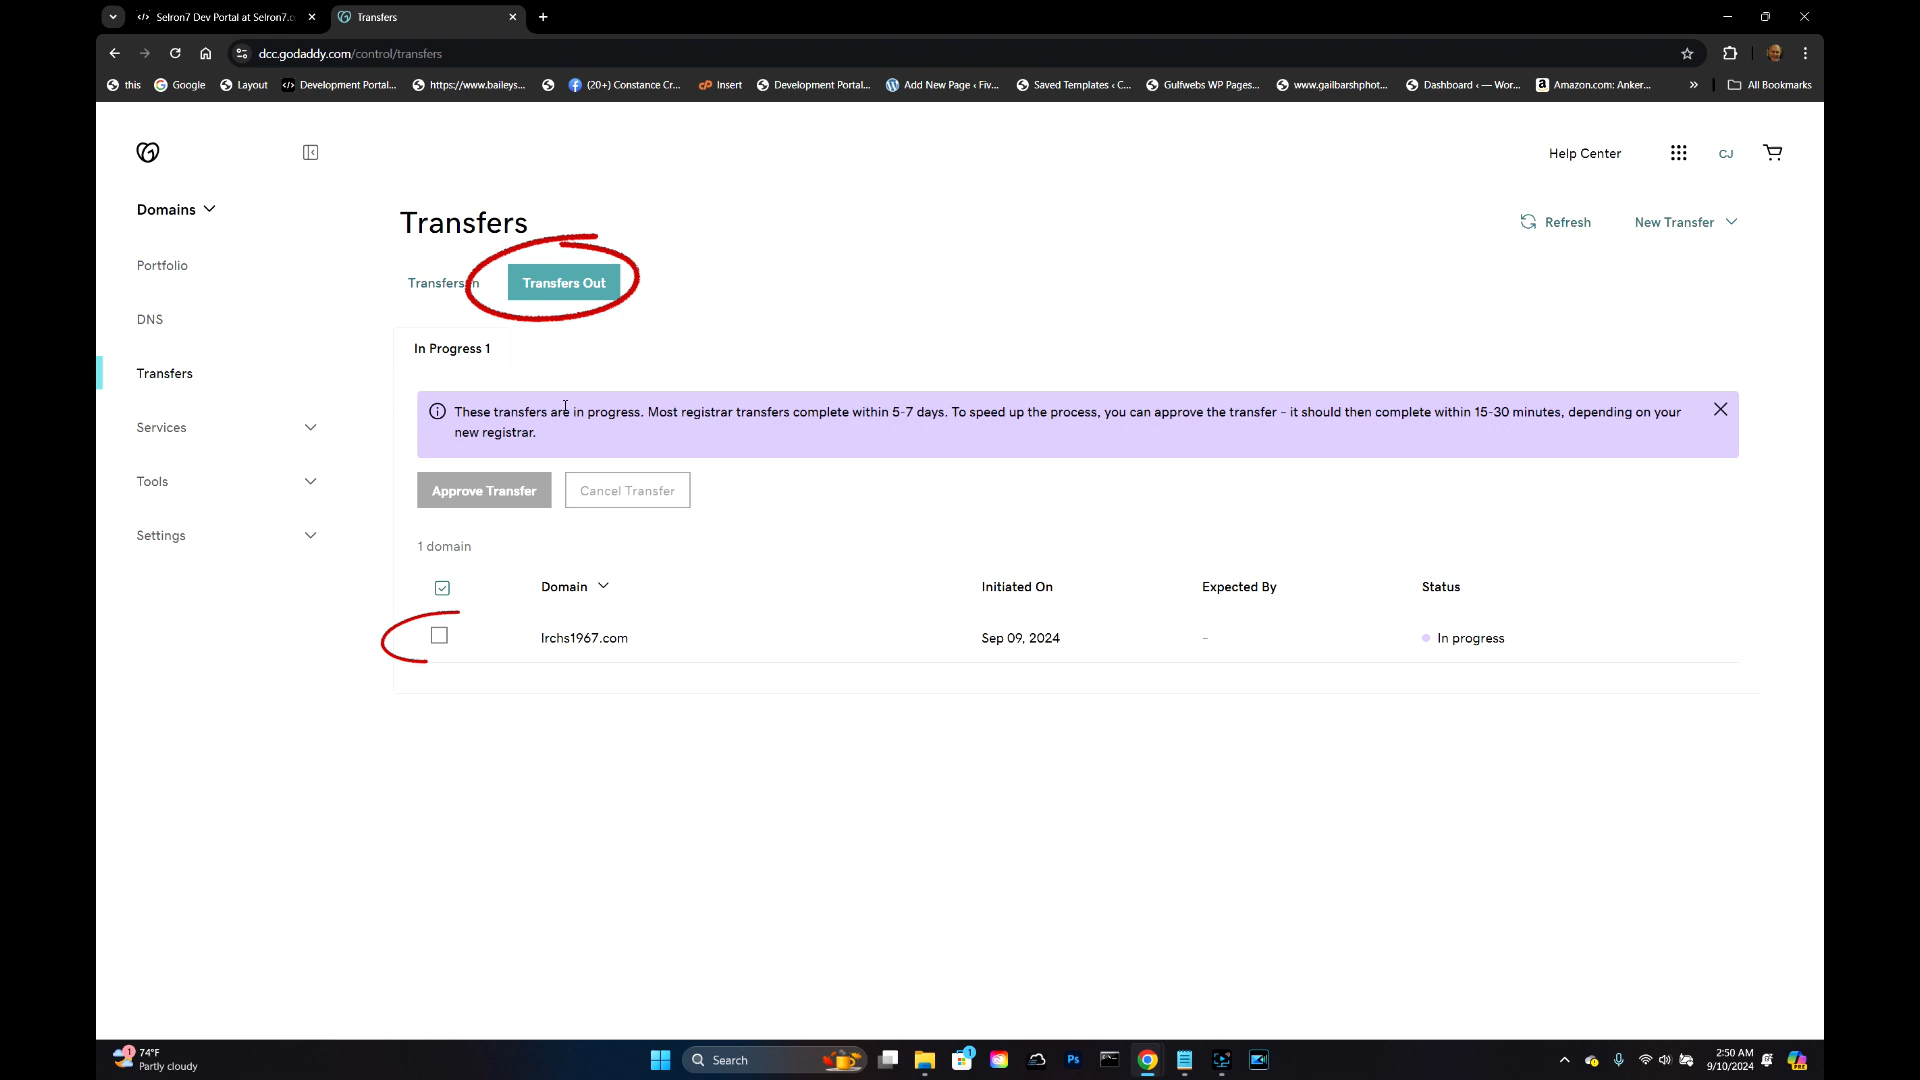 Selron7 Dev Portal at Selron7.c
Transfers
dcc.godaddy.com/control/transfers
this
Google
Layout
Development Portal...
https://www.baileys...
(20+) Constance Cr...
Insert
Development Portal...
Add New Page ‹ Fiv...
Saved Templates ‹ C...
Gulfwebs WP Pages...
www.gailbarshphot...
Dashboard ‹ — Wor...
Amazon.com: Anker...
»
All Bookmarks
Help Center
CJ
Domains
Portfolio
DNS
Transfers
Services
Tools
Settings
Transfers
Refresh
New Transfer
Transfers In
Transfers Out
In Progress 1
These transfers are in progress. Most registrar transfers complete within 5-7 days. To speed up the process, you can approve the transfer - it should then complete within 15-30 minutes, depending on your
new registrar.
Approve Transfer
Cancel Transfer
1 domain
Domain
Initiated On
Expected By
Status
lrchs1967.com
Sep 09, 2024
-
In progress
1
74°F
Partly cloudy
Search
1
Ps
2:50 AM
9/10/2024
PRE